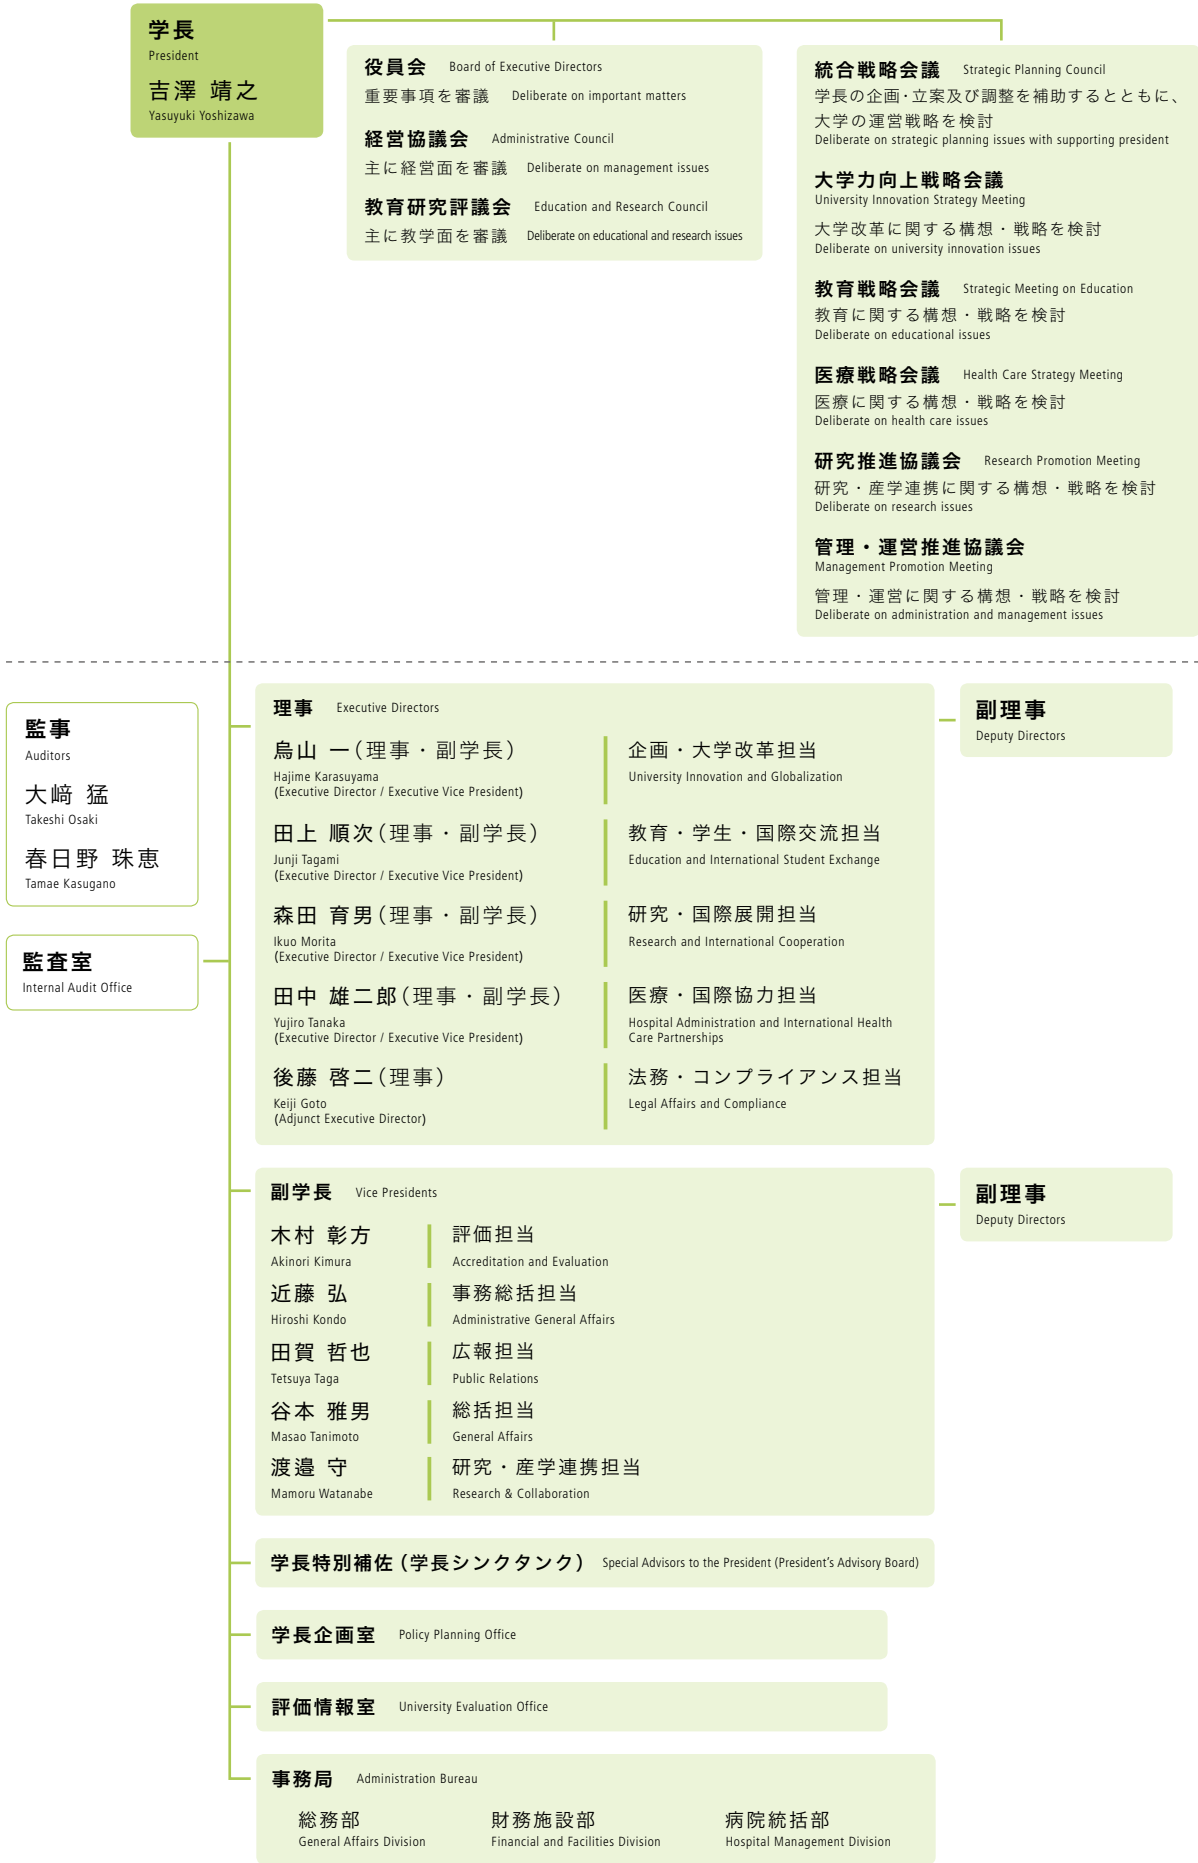 学長
President
吉澤 靖之
Yasuyuki Yoshizawa
役員会 Board of Executive Directors
重要事項を審議 Deliberate on important matters
経営協議会 Administrative Council
主に経営面を審議 Deliberate on management issues
教育研究評議会 Education and Research Council
主に教学面を審議 Deliberate on educational and research issues
統合戦略会議 Strategic Planning Council
学長の企画・立案及び調整を補助するとともに、
大学の運営戦略を検討
Deliberate on strategic planning issues with supporting president
大学力向上戦略会議
University Innovation Strategy Meeting
大学改革に関する構想・戦略を検討
Deliberate on university innovation issues
教育戦略会議 Strategic Meeting on Education
教育に関する構想・戦略を検討
Deliberate on educational issues
医療戦略会議 Health Care Strategy Meeting
医療に関する構想・戦略を検討
Deliberate on health care issues
研究推進協議会 Research Promotion Meeting
研究・産学連携に関する構想・戦略を検討
Deliberate on research issues
管理・運営推進協議会
Management Promotion Meeting
管理・運営に関する構想・戦略を検討
Deliberate on administration and management issues
監事
Auditors
大﨑 猛
Takeshi Osaki
春日野 珠恵
Tamae Kasugano
監査室
Internal Audit Office
理事 Executive Directors
烏山 一（理事・副学長） 企画・大学改革担当
Hajime Karasuyama University Innovation and Globalization
(Executive Director / Executive Vice President)
田上 順次（理事・副学長） 教育・学生・国際交流担当
Junji Tagami Education and International Student Exchange
(Executive Director / Executive Vice President)
森田 育男（理事・副学長） 研究・国際展開担当
Ikuo Morita Research and International Cooperation
(Executive Director / Executive Vice President)
田中 雄二郎（理事・副学長） 医療・国際協力担当
Yujiro Tanaka Hospital Administration and International Health
(Executive Director / Executive Vice President) Care Partnerships
後藤 啓二（理事） 法務・コンプライアンス担当
Keiji Goto Legal Affairs and Compliance
(Adjunct Executive Director)
副理事
Deputy Directors
副学長 Vice Presidents
木村 彰方 評価担当
Akinori Kimura Accreditation and Evaluation
近藤 弘 事務総括担当
Hiroshi Kondo Administrative General Affairs
田賀 哲也 広報担当
Tetsuya Taga Public Relations
谷本 雅男 総括担当
Masao Tanimoto General Affairs
渡邉 守 研究・産学連携担当
Mamoru Watanabe Research & Collaboration
副理事
Deputy Directors
学長特別補佐（学長シンクタンク） Special Advisors to the President (President's Advisory Board)
学長企画室 Policy Planning Office
評価情報室 University Evaluation Office
事務局 Administration Bureau
総務部 財務施設部 病院統括部
General Affairs Division Financial and Facilities Division Hospital Management Division